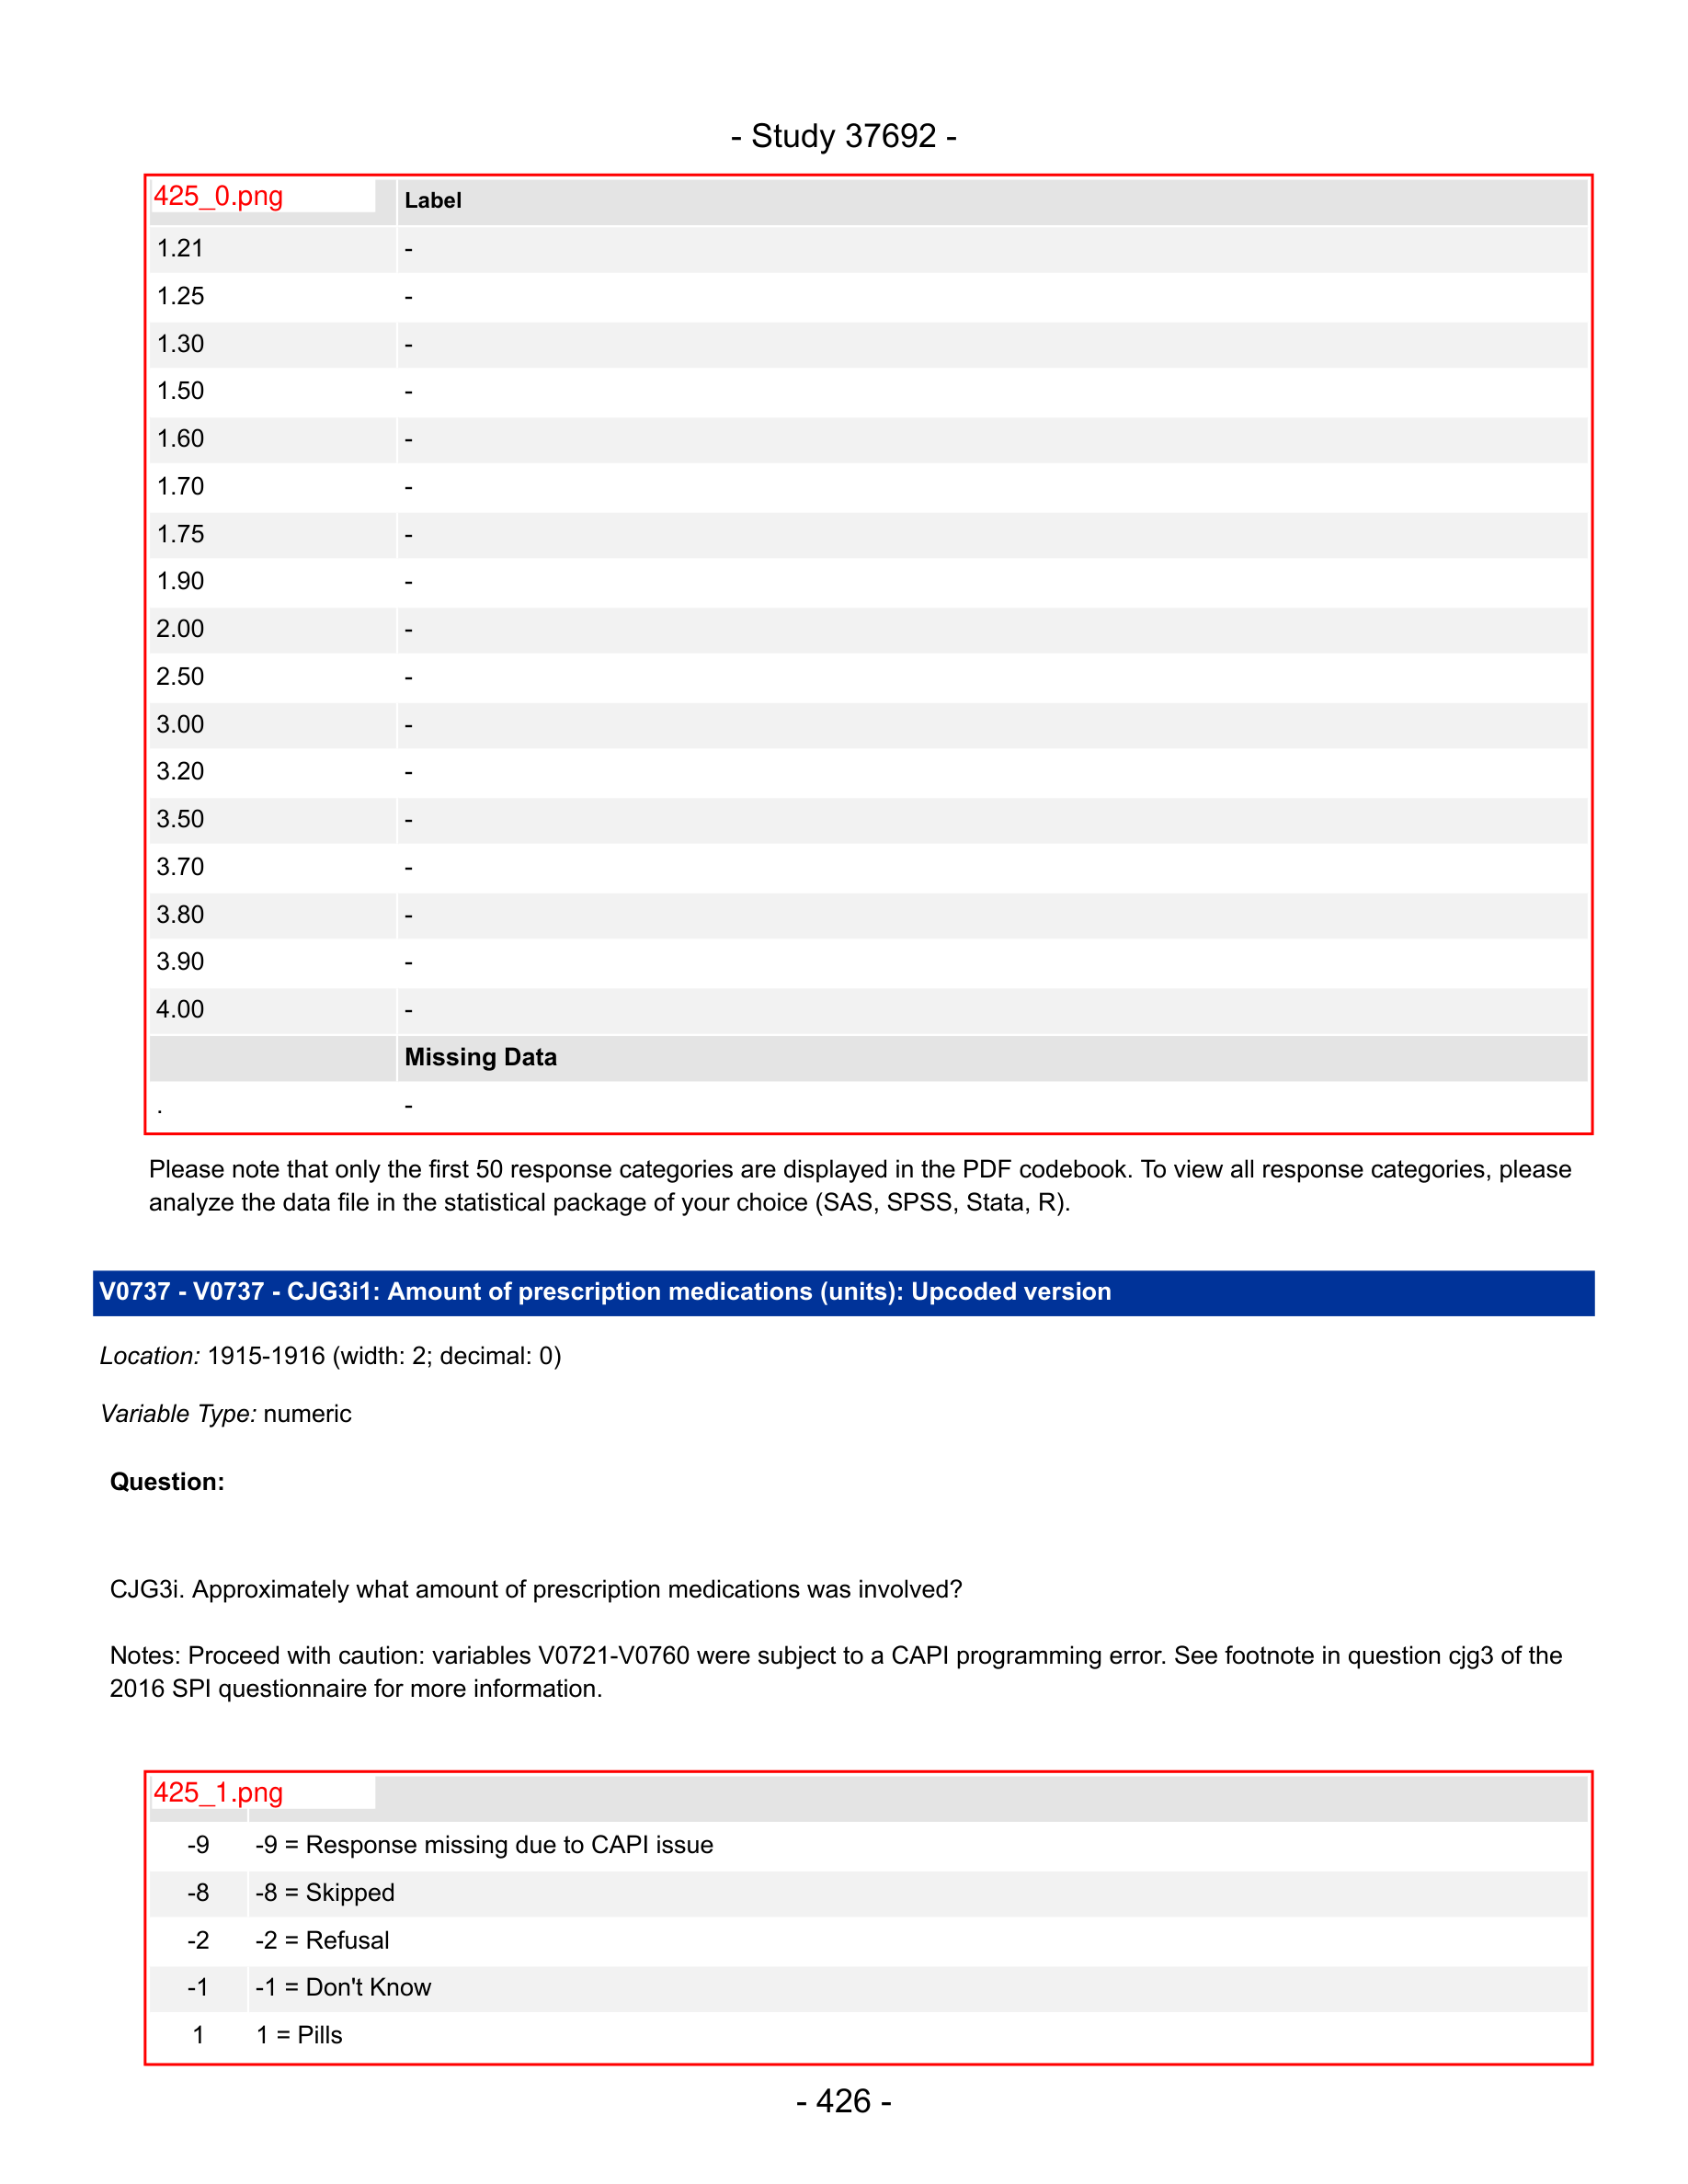 - Study 37692 -
425_0.png Label
1.21 -
1.25 -
1.30 -
1.50 -
1.60 -
1.70 -
1.75 -
1.90 -
2.00 -
2.50 -
3.00 -
3.20 -
3.50 -
3.70 -
3.80 -
3.90 -
4.00 -
Missing Data
. -
Please note that only the first 50 response categories are displayed in the PDF codebook. To view all response categories, please
analyze the data file in the statistical package of your choice (SAS, SPSS, Stata, R).
V0737 - V0737 - CJG3i1: Amount of prescription medications (units): Upcoded version
Location: 1915-1916 (width: 2; decimal: 0)
Variable Type: numeric
Question:
CJG3i. Approximately what amount of prescription medications was involved?
Notes: Proceed with caution: variables V0721-V0760 were subject to a CAPI programming error. See footnote in question cjg3 of the
2016 SPI questionnaire for more information.
425_1.png
-9 -9 = Response missing due to CAPI issue
-8 -8 = Skipped
-2 -2 = Refusal
-1 -1 = Don't Know
1 1 = Pills
- 426 -